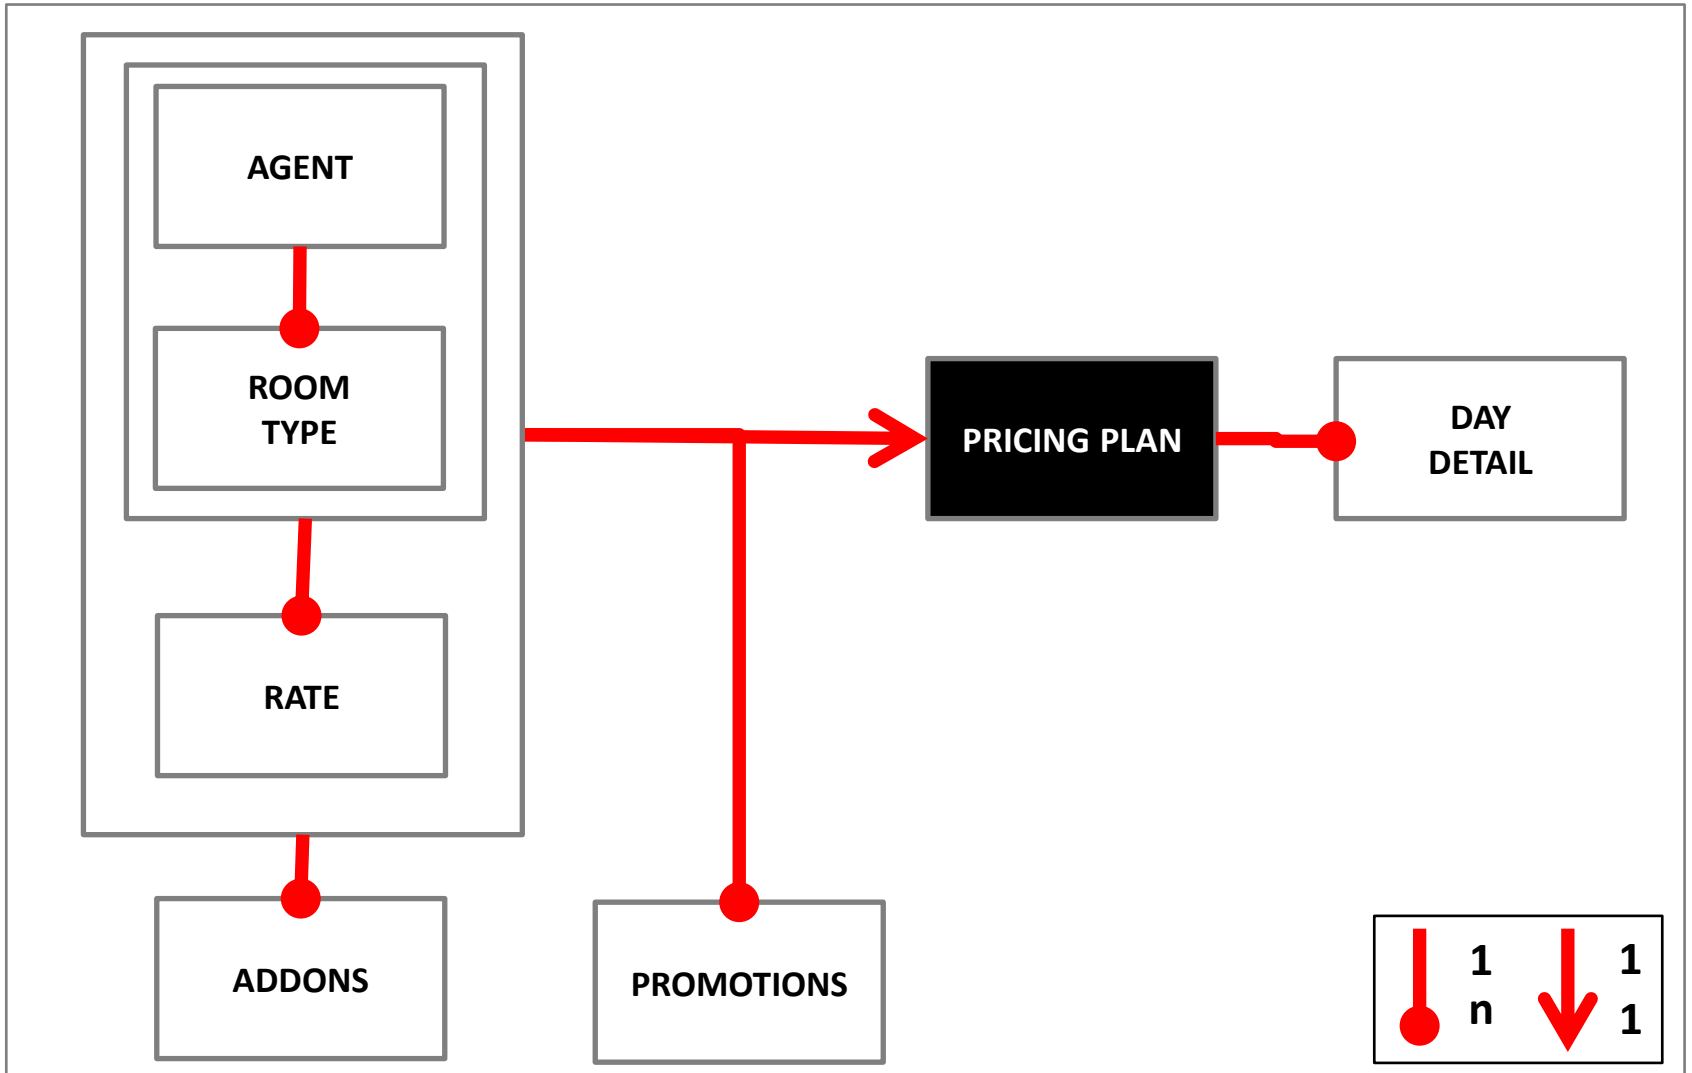 AGENT
ROOM
TYPE
PRICING PLAN
DAY
DETAIL
RATE
ADDONS
PROMOTIONS
1
n
1
1